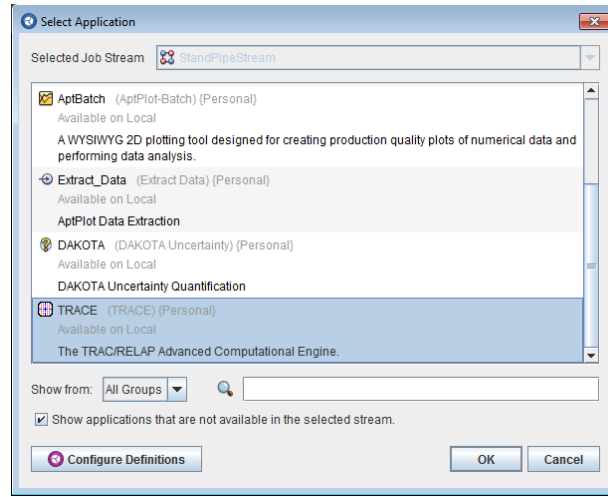 Select Application
Selected Job Stream StandPipeStream
AptBatch (AptPlot-Batch) {Personal}
Available on Local
A WYSIWYG 2D plotting tool designed for creating production quality plots of numerical data and
performing data analysis.
Extract_Data (Extract Data) {Personal}
Available on Local
AptPlot Data Extraction
DAKOTA (DAKOTA Uncertainty) {Personal}
Available on Local
DAKOTA Uncertainty Quantification
TRACE (TRACE) {Personal}
Available on Local
The TRAC/RELAP Advanced Computational Engine.
Show from: All Groups
Show applications that are not available in the selected stream.
Configure Definitions OK Cancel